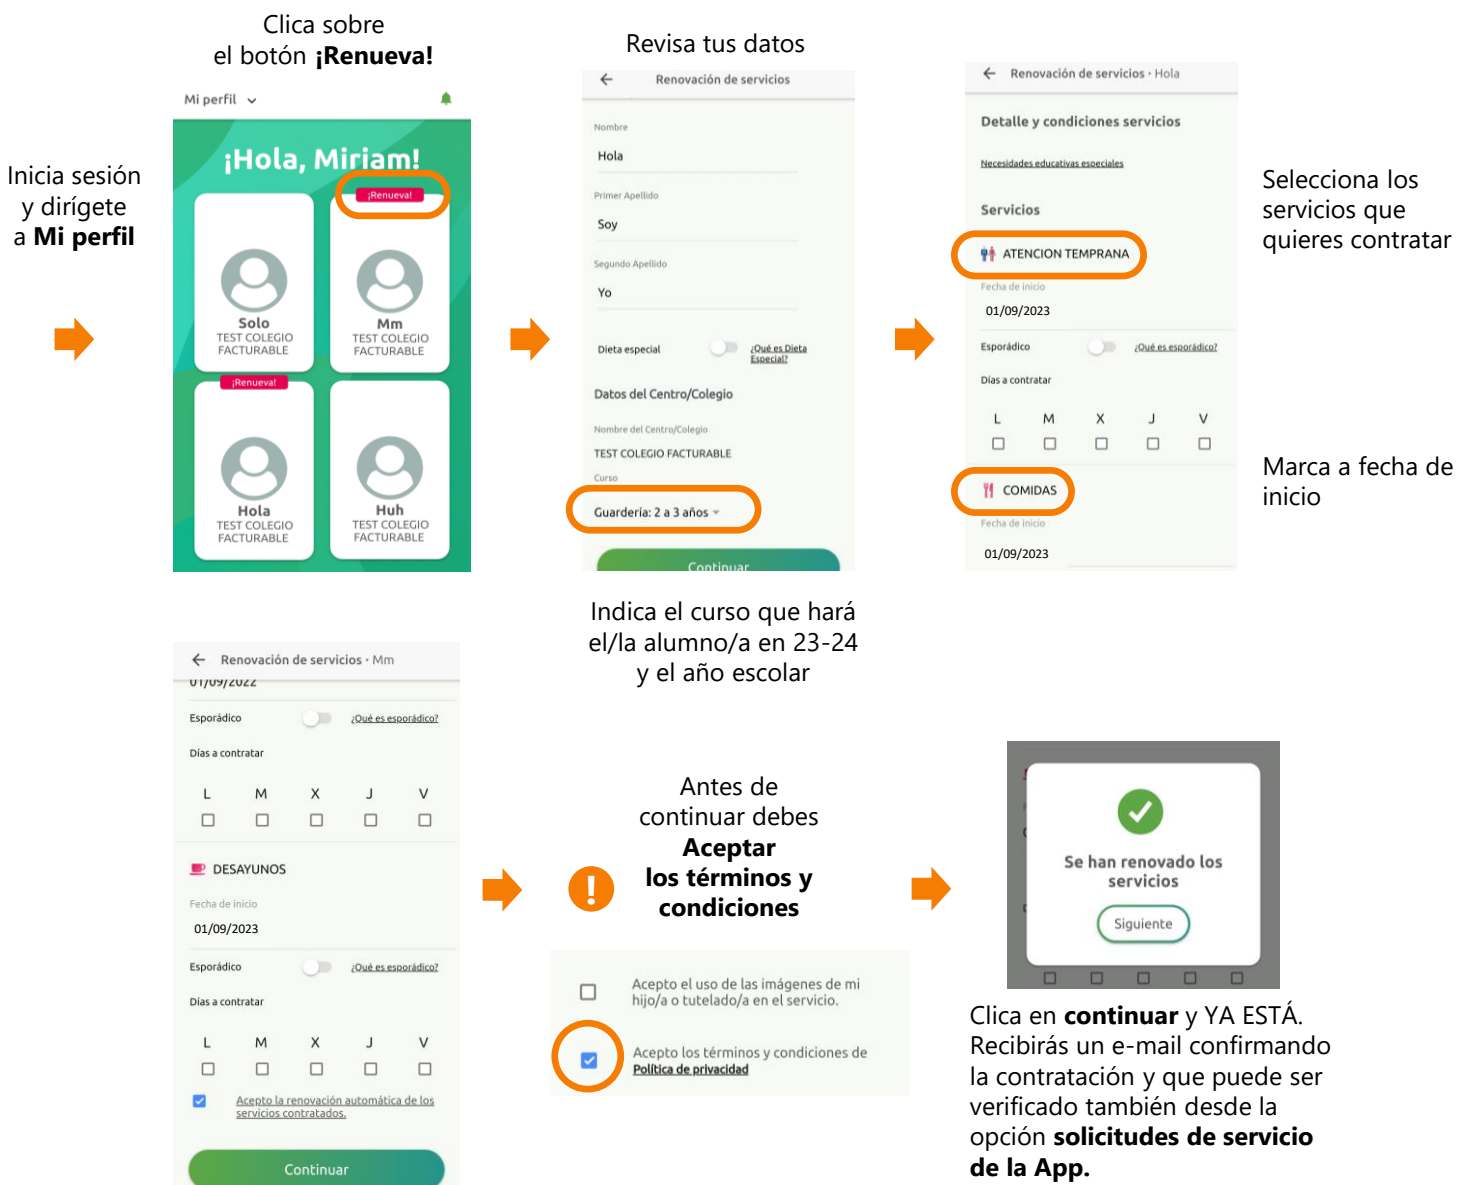 Clica sobre
el botón ¡Renueva!
Mi perfil
¡Hola, Miriam!
¡Renueva!
Solo
TEST COLEGIO
FACTURABLE
Mm
TEST COLEGIO
FACTURABLE
¡Renueva!
Hola
TEST COLEGIO
FACTURABLE
Huh
TEST COLEGIO
FACTURABLE
Inicia sesión
y dirígete
a Mi perfil
Revisa tus datos
Renovación de servicios
Nombre
Hola
Primer Apellido
Soy
Segundo Apellido
Yo
Dieta especial
¿Qué es Dieta
Especial?
Datos del Centro/Colegio
Nombre del Centro/Colegio
TEST COLEGIO FACTURABLE
Curso
Guardería: 2 a 3 años
Continuar
Indica el curso que hará
el/la alumno/a en 23-24
y el año escolar
Renovación de servicios · Hola
Detalle y condiciones servicios
Necesidades educativas especiales
Servicios
ATENCION TEMPRANA
Fecha de inicio
01/09/2023
Esporádico
¿Qué es esporádico?
Días a contratar
L M X J V
COMIDAS
Fecha de inicio
01/09/2023
Selecciona los
servicios que
quieres contratar
Marca a fecha de
inicio
Renovación de servicios · Mm
01/09/2022
Esporádico
¿Qué es esporádico?
Días a contratar
L M X J V
DESAYUNOS
Fecha de inicio
01/09/2023
Esporádico
¿Qué es esporádico?
Días a contratar
L M X J V
Acepto la renovación automática de los
servicios contratados.
Continuar
!
Antes de
continuar debes
Aceptar
los términos y
condiciones
Acepto el uso de las imágenes de mi
hijo/a o tutelado/a en el servicio.
Acepto los términos y condiciones de
Política de privacidad
Se han renovado los
servicios
Siguiente
Clica en continuar y YA ESTÁ.
Recibirás un e-mail confirmando
la contratación y que puede ser
verificado también desde la
opción solicitudes de servicio
de la App.